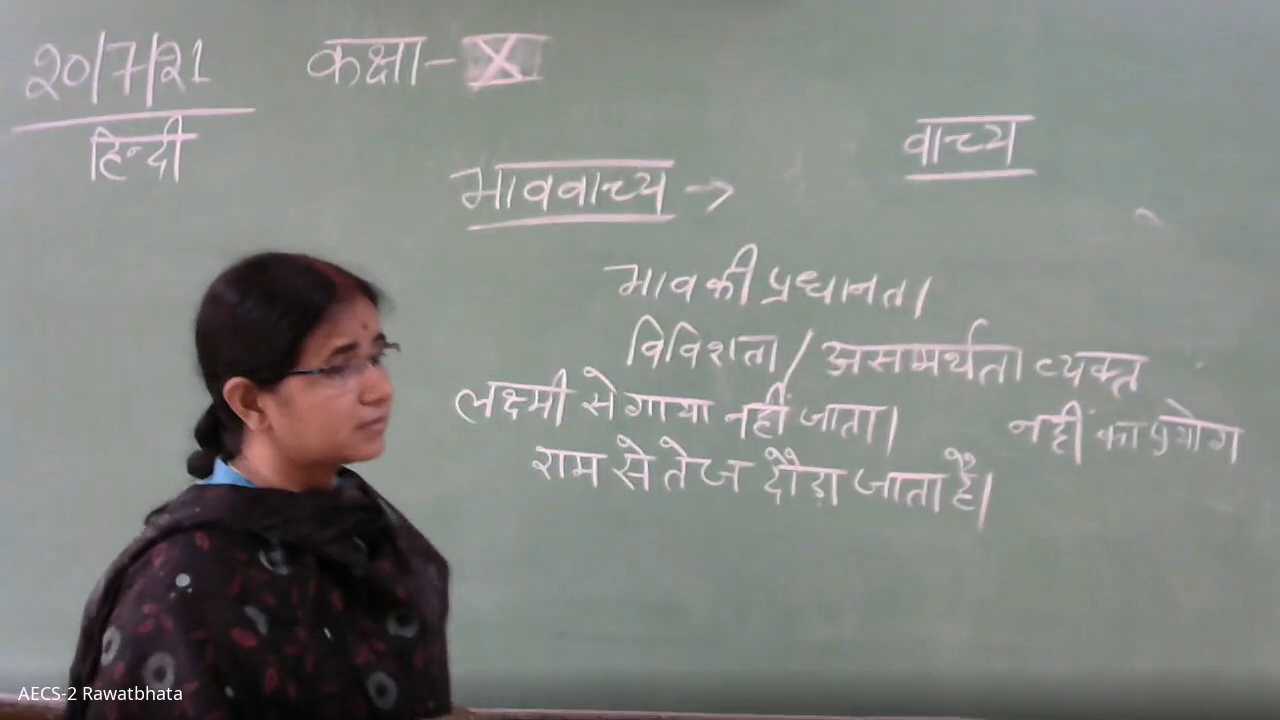 20/7/21 कक्षा - X
हिन्दी
वाच्य
भाववाच्य →
भाव की प्रधानता
विविशता / असमर्थता व्यक्त
लक्ष्मी से गाया नहीं जाता। नहीं का प्रयोग
राम से तेज दौड़ा जाता है।
AECS-2 Rawatbhata